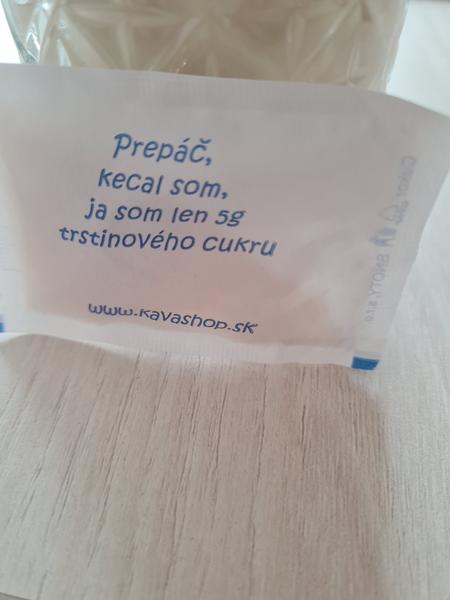 Prepáč,
kecal som,
ja som len 5g
trstinového cukru
www.kavashop.sk